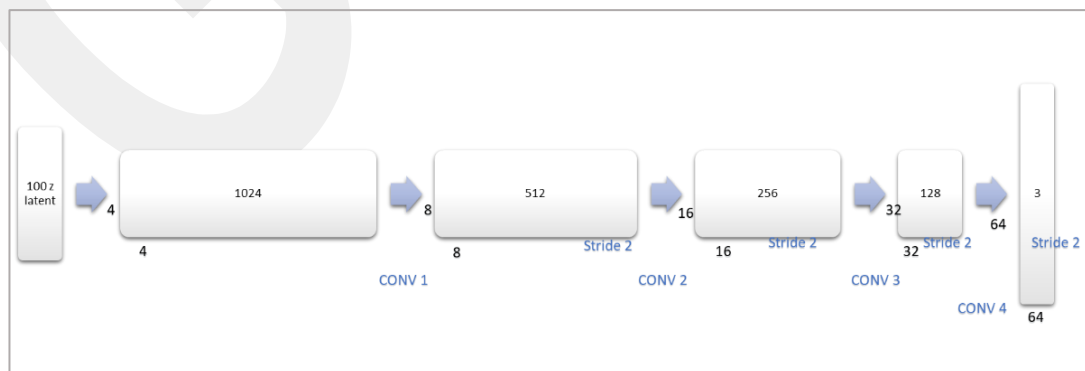 100 z
latent
4
1024
4
CONV 1
8
512
8
Stride 2
CONV 2
16
256
16
Stride 2
CONV 3
32
128
32
Stride 2
CONV 4
64
3
Stride 2
64